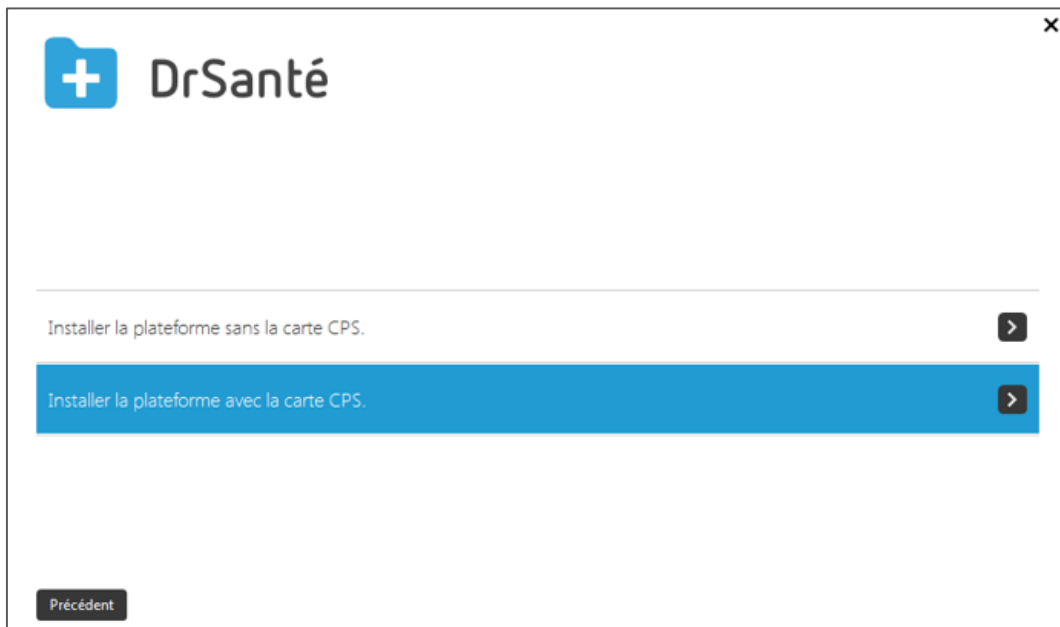 DrSanté
Installer la plateforme sans la carte CPS.
Installer la plateforme avec la carte CPS.
Précédent